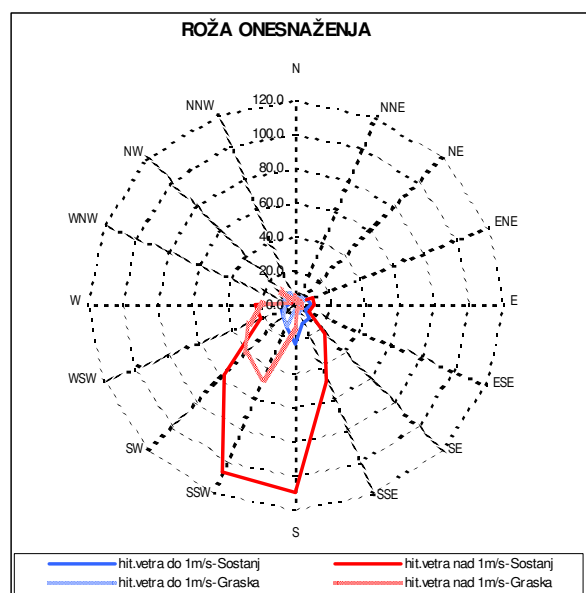 ROŽA ONESNAŽENJA
N
NNW
NNE
120.0
100.0
NW
NE
80.0
60.0
WNW
ENE
40.0
20.0
0.0
W
E
WSW
ESE
SW
SE
SSW
SSE
S
hit.vetra do 1m/s-Sostanj
hit.vetra nad 1m/s-Sostanj
hit.vetra do 1m/s-Graska
hit.vetra nad 1m/s-Graska